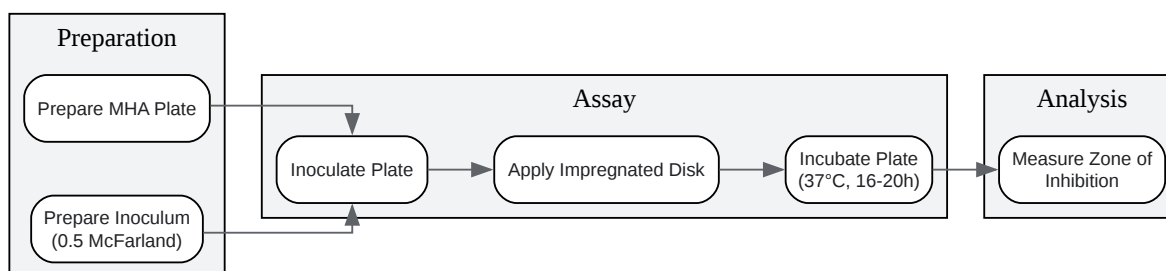 Preparation
Prepare MHA Plate
Prepare Inoculum
(0.5 McFarland)
Assay
Inoculate Plate
Apply Impregnated Disk
Incubate Plate
(37°C, 16-20h)
Analysis
Measure Zone of
Inhibition